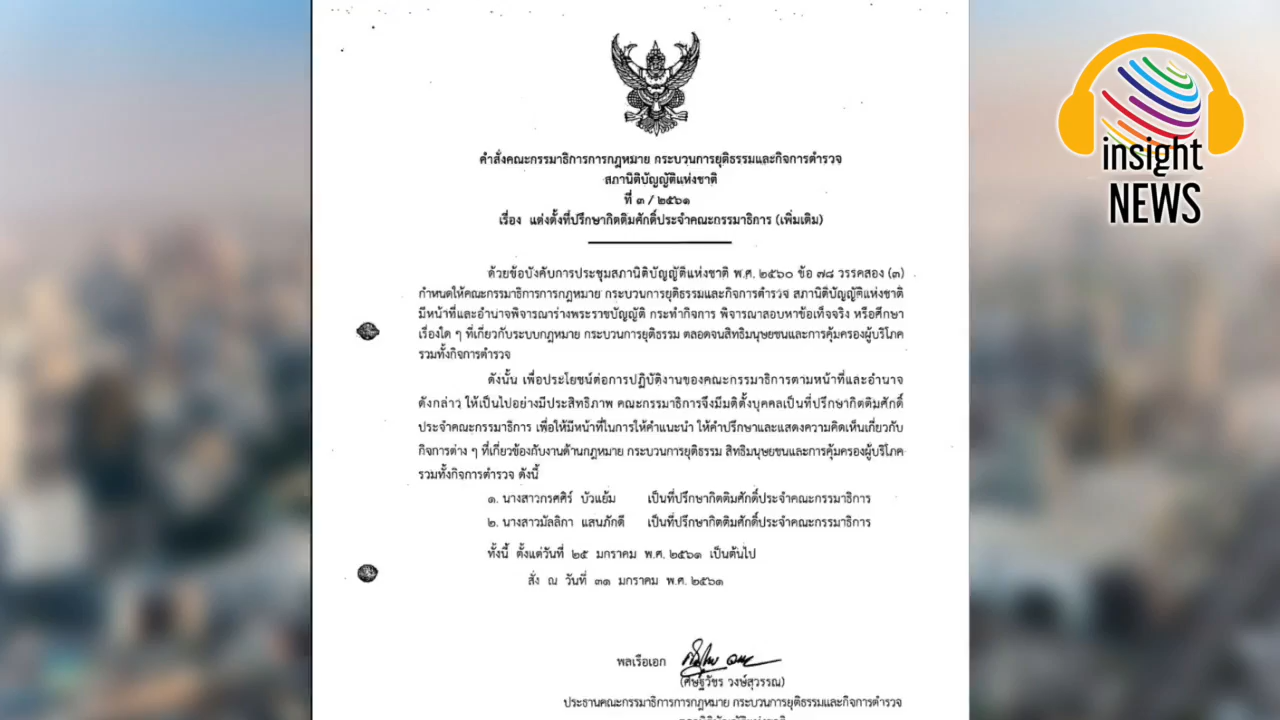 คำสั่งคณะกรรมาธิการการกฎหมาย กระบวนการยุติธรรมและกิจการตำรวจ
สภานิติบัญญัติแห่งชาติ
ที่ ๓ / ๒๕๖๑
เรื่อง แต่งตั้งที่ปรึกษากิตติมศักดิ์ประจำคณะกรรมาธิการ (เพิ่มเติม)
ด้วยข้อบังคับการประชุมสภานิติบัญญัติแห่งชาติ พ.ศ. ๒๕๖๐ ข้อ ๗๘ วรรคสอง (๓)
กำหนดให้คณะกรรมาธิการการกฎหมาย กระบวนการยุติธรรมและกิจการตำรวจ สภานิติบัญญัติแห่งชาติ
มีหน้าที่และอำนาจพิจารณาร่างพระราชบัญญัติ กระทำกิจการ พิจารณาสอบหาข้อเท็จจริง หรือศึกษา
เรื่องใด ๆ ที่เกี่ยวกับระบบกฎหมาย กระบวนการยุติธรรม ตลอดจนสิทธิมนุษยชนและการคุ้มครองผู้บริโภค
รวมทั้งกิจการตำรวจ
ดังนั้น เพื่อประโยชน์ต่อการปฏิบัติงานของคณะกรรมาธิการตามหน้าที่และอำนาจ
ดังกล่าว ให้เป็นไปอย่างมีประสิทธิภาพ คณะกรรมาธิการจึงมีมติตั้งบุคคลเป็นที่ปรึกษากิตติมศักดิ์
ประจำคณะกรรมาธิการ เพื่อให้มีหน้าที่ในการให้คำแนะนำ ให้คำปรึกษาและแสดงความคิดเห็นเกี่ยวกับ
กิจการต่าง ๆ ที่เกี่ยวข้องกับงานด้านกฎหมาย กระบวนการยุติธรรม สิทธิมนุษยชนและการคุ้มครองผู้บริโภค
รวมทั้งกิจการตำรวจ ดังนี้
๑. นางสาวกรศศิร์ บัวแย้ม เป็นที่ปรึกษากิตติมศักดิ์ประจำคณะกรรมาธิการ
๒. นางสาวมัลลิกา แสนภักดี เป็นที่ปรึกษากิตติมศักดิ์ประจำคณะกรรมาธิการ
ทั้งนี้ ตั้งแต่วันที่ ๒๕ มกราคม พ.ศ. ๒๕๖๑ เป็นต้นไป
สั่ง ณ วันที่ ๓๑ มกราคม พ.ศ. ๒๕๖๑
พลเรือเอก
(ศิษฐวัชร วงษ์สุวรรณ)
ประธานคณะกรรมาธิการการกฎหมาย กระบวนการยุติธรรมและกิจการตำรวจ
insight
NEWS